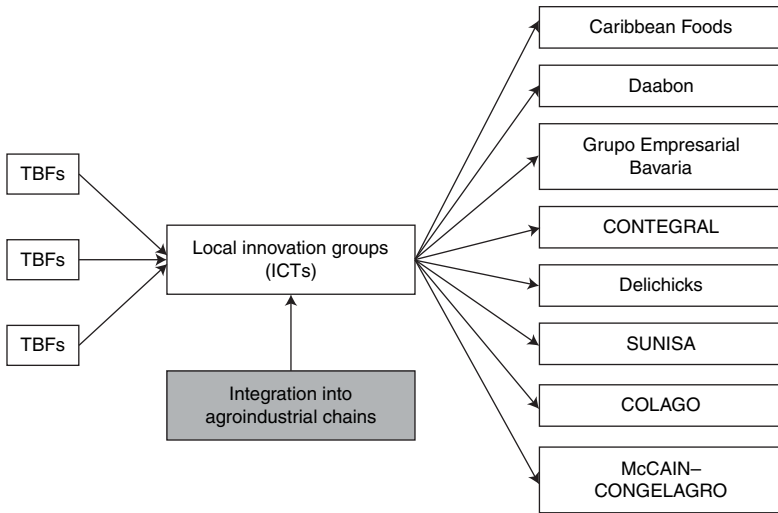 TBFs
TBFs
TBFs
Local innovation groups
(ICTs)
Integration into
agroindustrial chains
Caribbean Foods
Daabon
Grupo Empresarial
Bavaria
CONTEGRAL
Delichicks
SUNISA
COLAGO
McCAIN–
CONGELAGRO